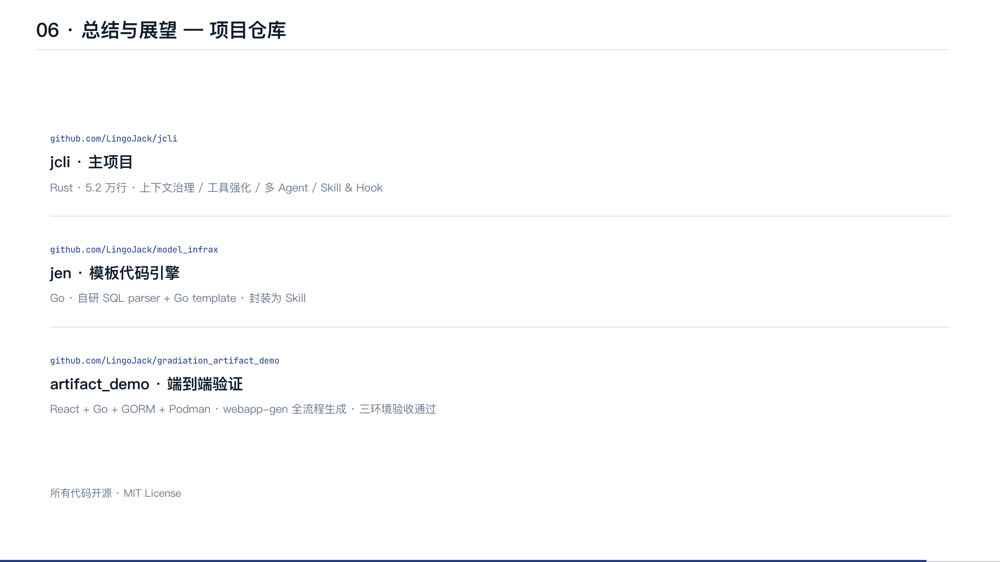 06 · 总结与展望 — 项目仓库
github.com/LingoJack/jcli
jcli · 主项目
Rust · 5.2 万行 · 上下文治理 / 工具强化 / 多 Agent / Skill & Hook
github.com/LingoJack/model_infrax
jen · 模板代码引擎
Go · 自研 SQL parser + Go template · 封装为 Skill
github.com/LingoJack/gradiation_artifact_demo
artifact_demo · 端到端验证
React + Go + GORM + Podman · webapp-gen 全流程生成 · 三环境验收通过
所有代码开源 · MIT License